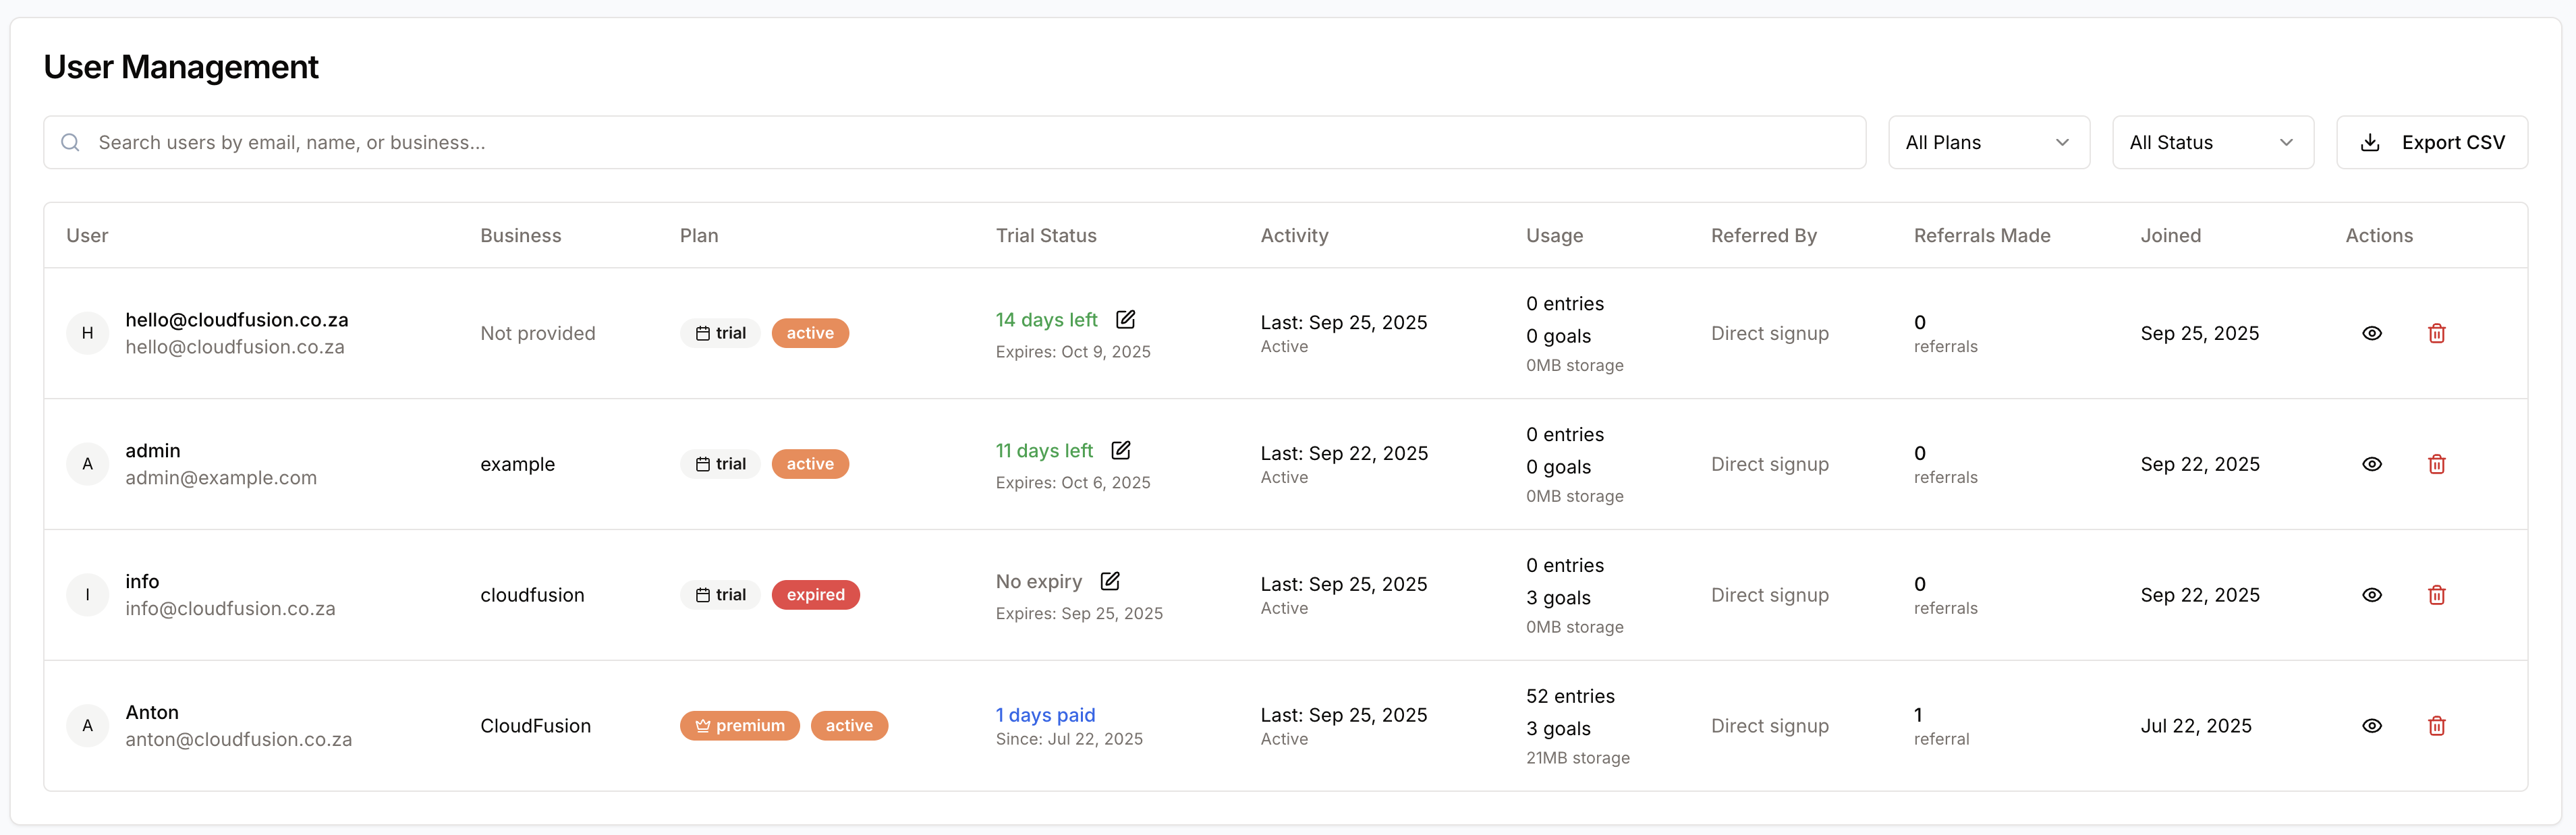 User Management
Search users by email, name, or business...
All Plans
All Status
Export CSV
User Business Plan Trial Status Activity Usage Referred By Referrals Made Joined Actions
H
hello@cloudfusion.co.za
hello@cloudfusion.co.za
Not provided
trial active
14 days left
Expires: Oct 9, 2025
Last: Sep 25, 2025
Active
0 entries
0 goals
0MB storage
Direct signup
0
referrals
Sep 25, 2025
A
admin
admin@example.com
example
trial active
11 days left
Expires: Oct 6, 2025
Last: Sep 22, 2025
Active
0 entries
0 goals
0MB storage
Direct signup
0
referrals
Sep 22, 2025
I
info
info@cloudfusion.co.za
cloudfusion
trial expired
No expiry
Expires: Sep 25, 2025
Last: Sep 25, 2025
Active
0 entries
3 goals
0MB storage
Direct signup
0
referrals
Sep 22, 2025
A
Anton
anton@cloudfusion.co.za
CloudFusion
premium active
1 days paid
Since: Jul 22, 2025
Last: Sep 25, 2025
Active
52 entries
3 goals
21MB storage
Direct signup
1
referral
Jul 22, 2025